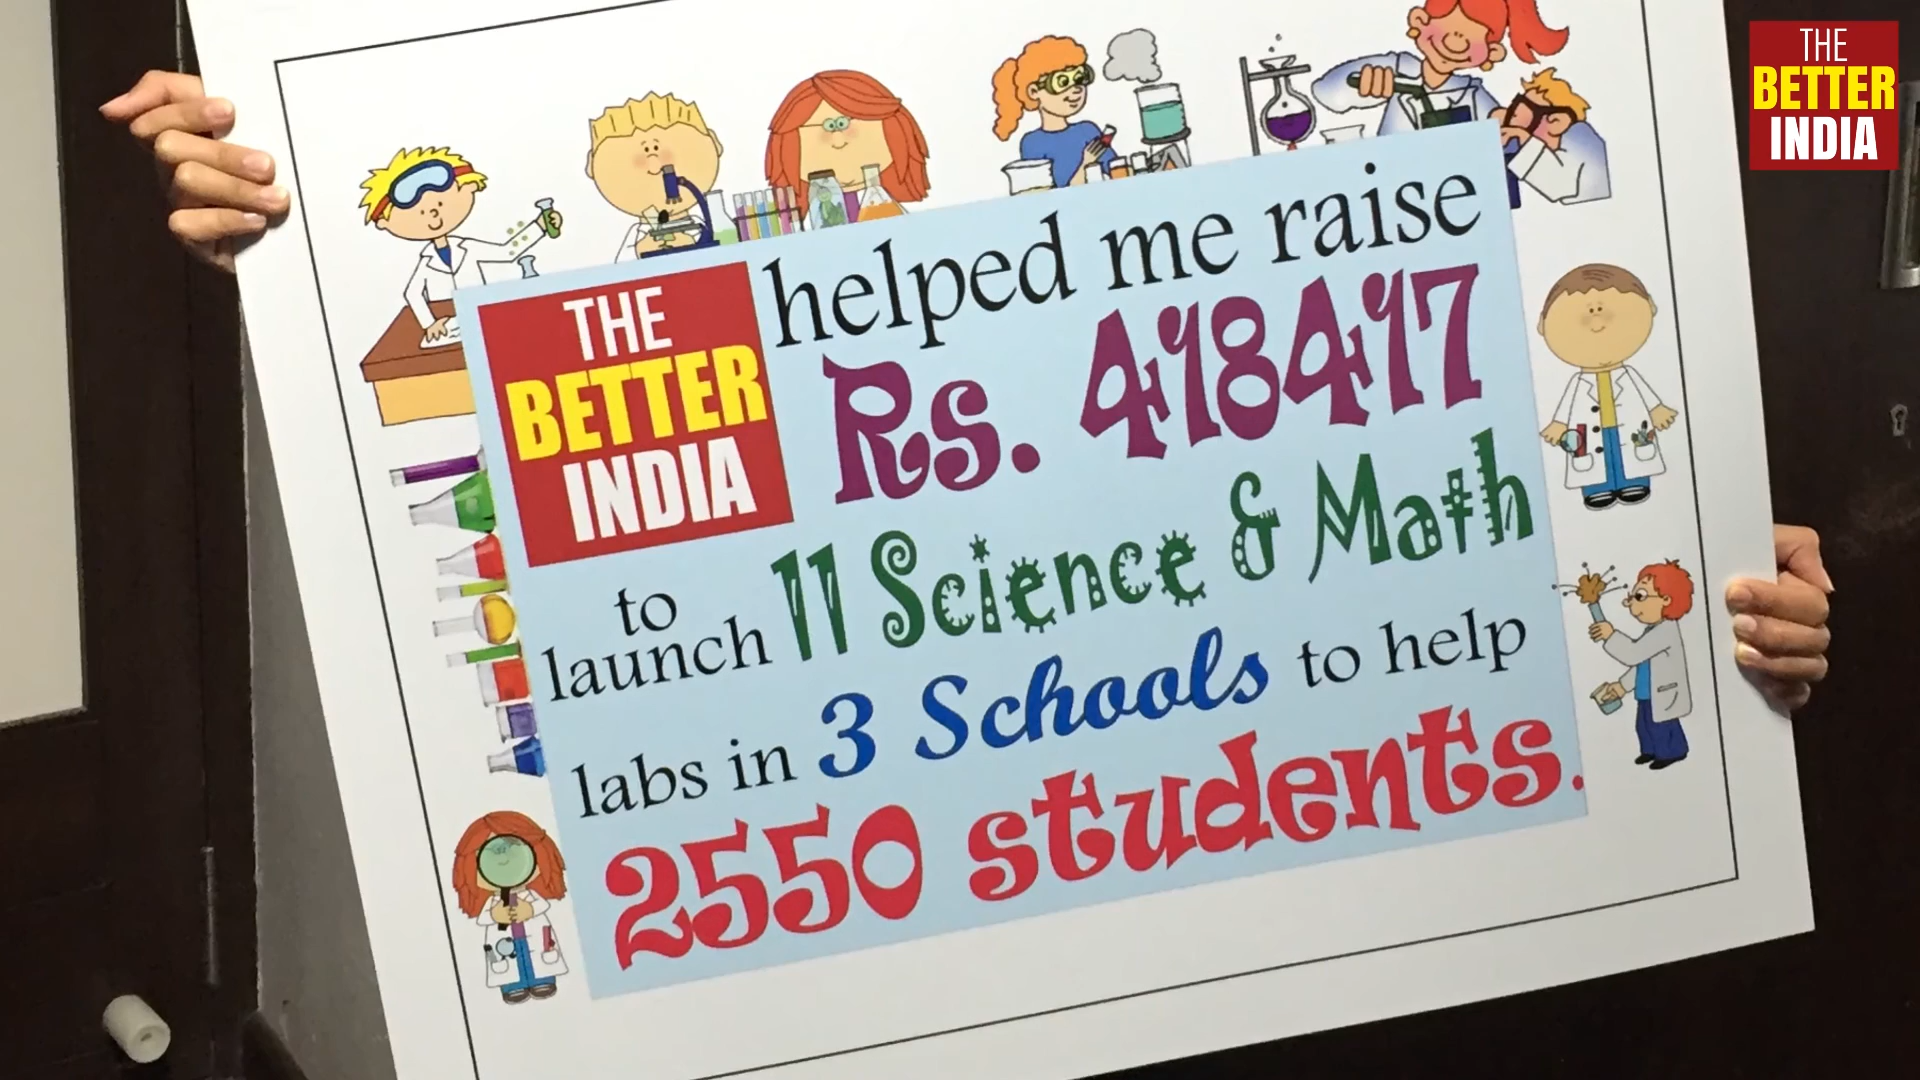 THE
BETTER
INDIA
THE
BETTER
INDIA
helped me raise
Rs. 418417
to
launch 11 Science & Math
labs in 3 Schools to help
2550 students.